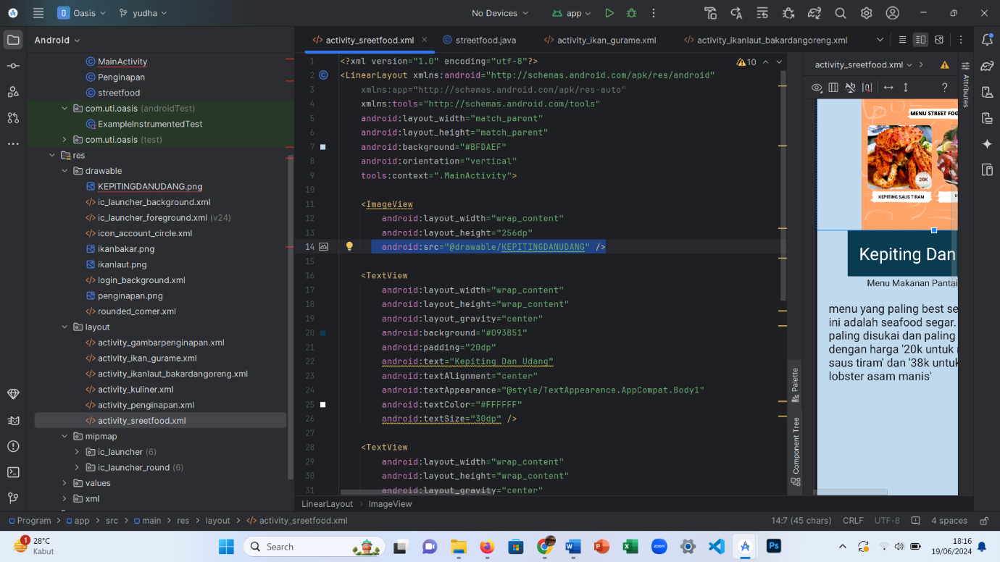 Oasis
yudha
No Devices
app
Android
MainActivity
Penginapan
streetfood
com.uti.oasis (androidTest)
ExampleInstrumentedTest
com.uti.oasis (test)
res
drawable
KEPITINGDANUDANG.png
ic_launcher_background.xml
ic_launcher_foreground.xml (v24)
icon_account_circle.xml
ikanbakar.png
ikanlaut.png
login_background.xml
penginapan.png
rounded_comer.xml
layout
activity_gambarpenginapan.xml
activity_ikan_gurame.xml
activity_ikanlaut_bakardangoreng.xml
activity_kuliner.xml
activity_penginapan.xml
activity_sreetfood.xml
mipmap
ic_launcher (6)
ic_launcher_round (6)
values
xml
activity_sreetfood.xml
streetfood.java
activity_ikan_gurame.xml
activity_ikanlaut_bakardangoreng.xml
10
1 <?xml version="1.0" encoding="utf-8"?>
2 <LinearLayout xmlns:android="http://schemas.android.com/apk/res/android"
3 xmlns:app="http://schemas.android.com/apk/res-auto"
4 xmlns:tools="http://schemas.android.com/tools"
5 android:layout_width="match_parent"
6 android:layout_height="match_parent"
7 android:background="#BFDAEF"
8 android:orientation="vertical"
9 tools:context=".MainActivity">
10
11 <ImageView
12 android:layout_width="wrap_content"
13 android:layout_height="256dp"
14 android:src="@drawable/KEPITINGDANUDANG" />
15
16 <TextView
17 android:layout_width="wrap_content"
18 android:layout_height="wrap_content"
19 android:layout_gravity="center"
20 android:background="#093B51"
21 android:padding="20dp"
22 android:text="Kepiting Dan Udang"
23 android:textAlignment="center"
24 android:textAppearance="@style/TextAppearance.AppCompat.Body1"
25 android:textColor="#FFFFFF"
26 android:textSize="30dp" />
27
28 <TextView
29 android:layout_width="wrap_content"
30 android:layout_height="wrap_content"
31 android:layout_gravity="center"
LinearLayout ImageView
activity_sreetfood.xml
Attributes
Palette
Component Tree
MENU STREET FOO
20K
KEPITING SAUS TIRAM
Kepiting Dan
Menu Makanan Pantai
menu yang paling best se
ini adalah seafood segar.
paling disukai dan paling
dengan harga '20k untuk
saus tiram' dan '38k untuk
lobster asam manis'
Program app src main res layout activity_sreetfood.xml
14:7 (45 chars) CRLF UTF-8 4 spaces
1
28°C
Kabut
Search
zoom
Ps
18:16
19/06/2024